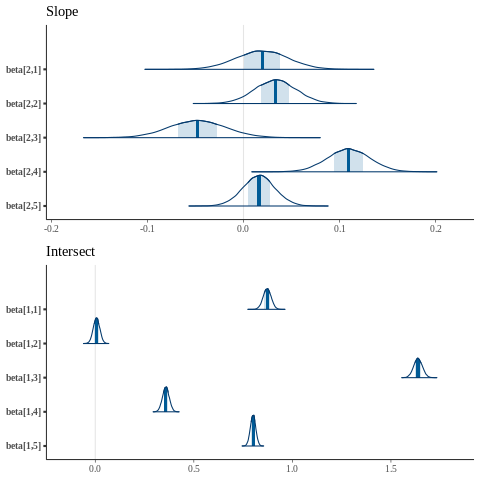 Slope
beta[2,1]
beta[2,2]
beta[2,3]
beta[2,4]
beta[2,5]
-0.2 -0.1 0.0 0.1 0.2
Intersect
beta[1,1]
beta[1,2]
beta[1,3]
beta[1,4]
beta[1,5]
0.0 0.5 1.0 1.5